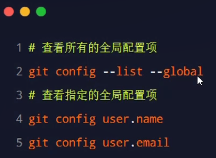 1 # 查看所有的全局配置项
2 git config --list --global
3 # 查看指定的全局配置项
4 git config user.name
5 git config user.email